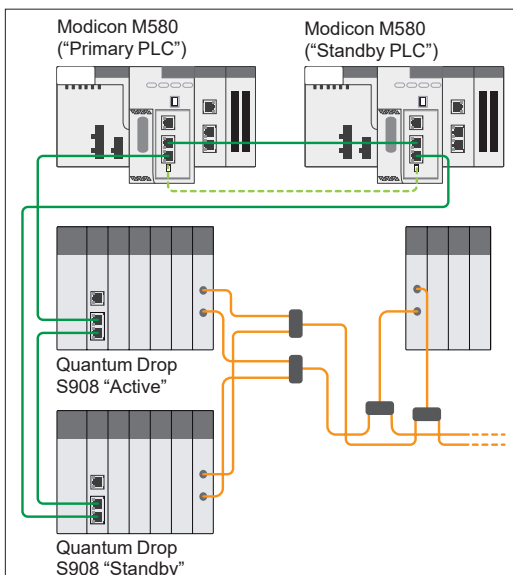 Modicon M580
(“Primary PLC”)
Modicon M580
(“Standby PLC”)
Quantum Drop
S908 “Active”
Quantum Drop
S908 “Standby”